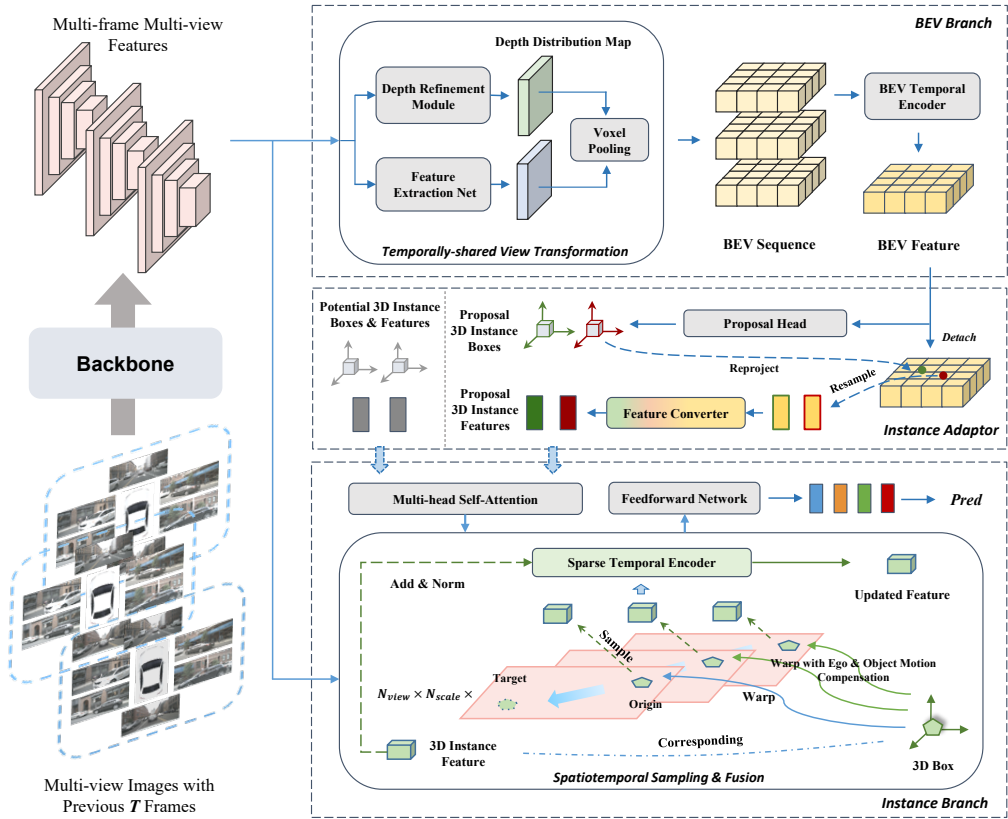 Multi-frame Multi-view
Features
Backbone
Multi-view Images with
Previous T Frames
BEV Branch
Depth Distribution Map
Depth Refinement
Module
Feature
Extraction Net
Voxel
Pooling
Temporally-shared View Transformation
BEV Sequence
BEV Temporal
Encoder
BEV Feature
Potential 3D Instance
Boxes & Features
Proposal
3D Instance
Boxes
Proposal Head
Detach
Reproject
Resample
Proposal
3D Instance
Features
Feature Converter
Instance Adaptor
Multi-head Self-Attention
Feedforward Network
Pred
Sparse Temporal Encoder
Add & Norm
Updated Feature
Sample
Warp with Ego & Object Motion
Compensation
Target
N_view × N_scale ×
Origin
Warp
3D Instance
Feature
Corresponding
3D Box
Spatiotemporal Sampling & Fusion
Instance Branch